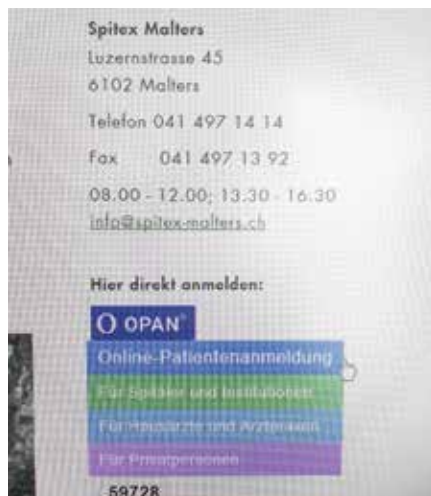 Spitex Malters
Luzernstrasse 45
6102 Malters
Telefon 041 497 14 14
Fax 041 497 13 92
08.00 - 12.00; 13.30 - 16.30
info@spitex-malters.ch
Hier direkt anmelden:
OPAN®
Online-Patientenanmeldung
Für Spitäler und Institutionen
Für Hausärzte und Arztpraxen
Für Privatpersonen
59728